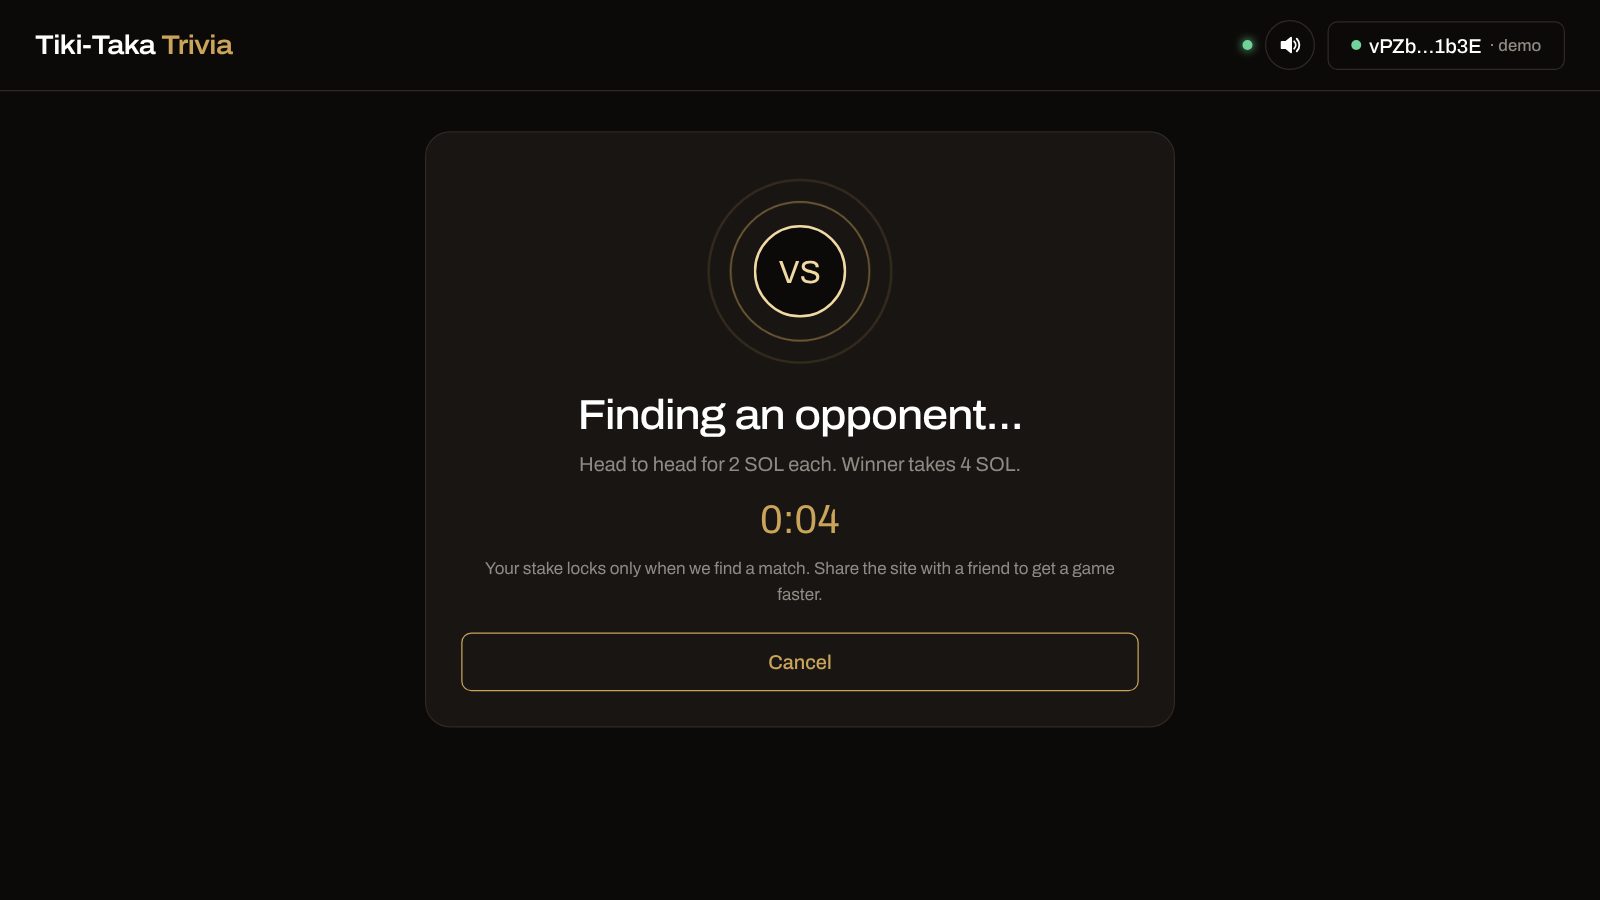 Tiki-Taka Trivia
vPZb...1b3E · demo
VS
Finding an opponent...
Head to head for 2 SOL each. Winner takes 4 SOL.
0:04
Your stake locks only when we find a match. Share the site with a friend to get a game
faster.
Cancel